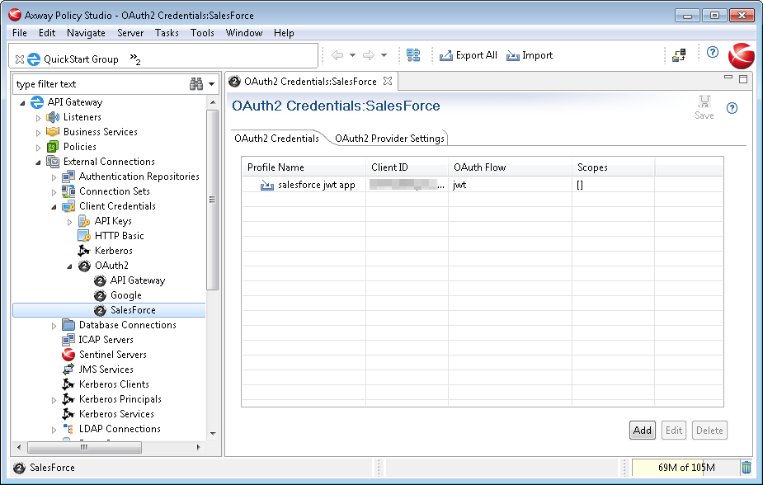 Axway Policy Studio - OAuth2 Credentials:SalesForce
File Edit Navigate Server Tasks Tools Window Help
QuickStart Group »2 Export All Import
type filter text
API Gateway
Listeners
Business Services
Policies
External Connections
Authentication Repositories
Connection Sets
Client Credentials
API Keys
HTTP Basic
Kerberos
OAuth2
API Gateway
Google
SalesForce
Database Connections
ICAP Servers
Sentinel Servers
JMS Services
Kerberos Clients
Kerberos Principals
Kerberos Services
LDAP Connections
OAuth2 Credentials:SalesForce
OAuth2 Credentials:SalesForce
Save
OAuth2 Credentials OAuth2 Provider Settings
Profile Name Client ID OAuth Flow Scopes
salesforce jwt app ... jwt []
Add Edit Delete
SalesForce 69M of 105M